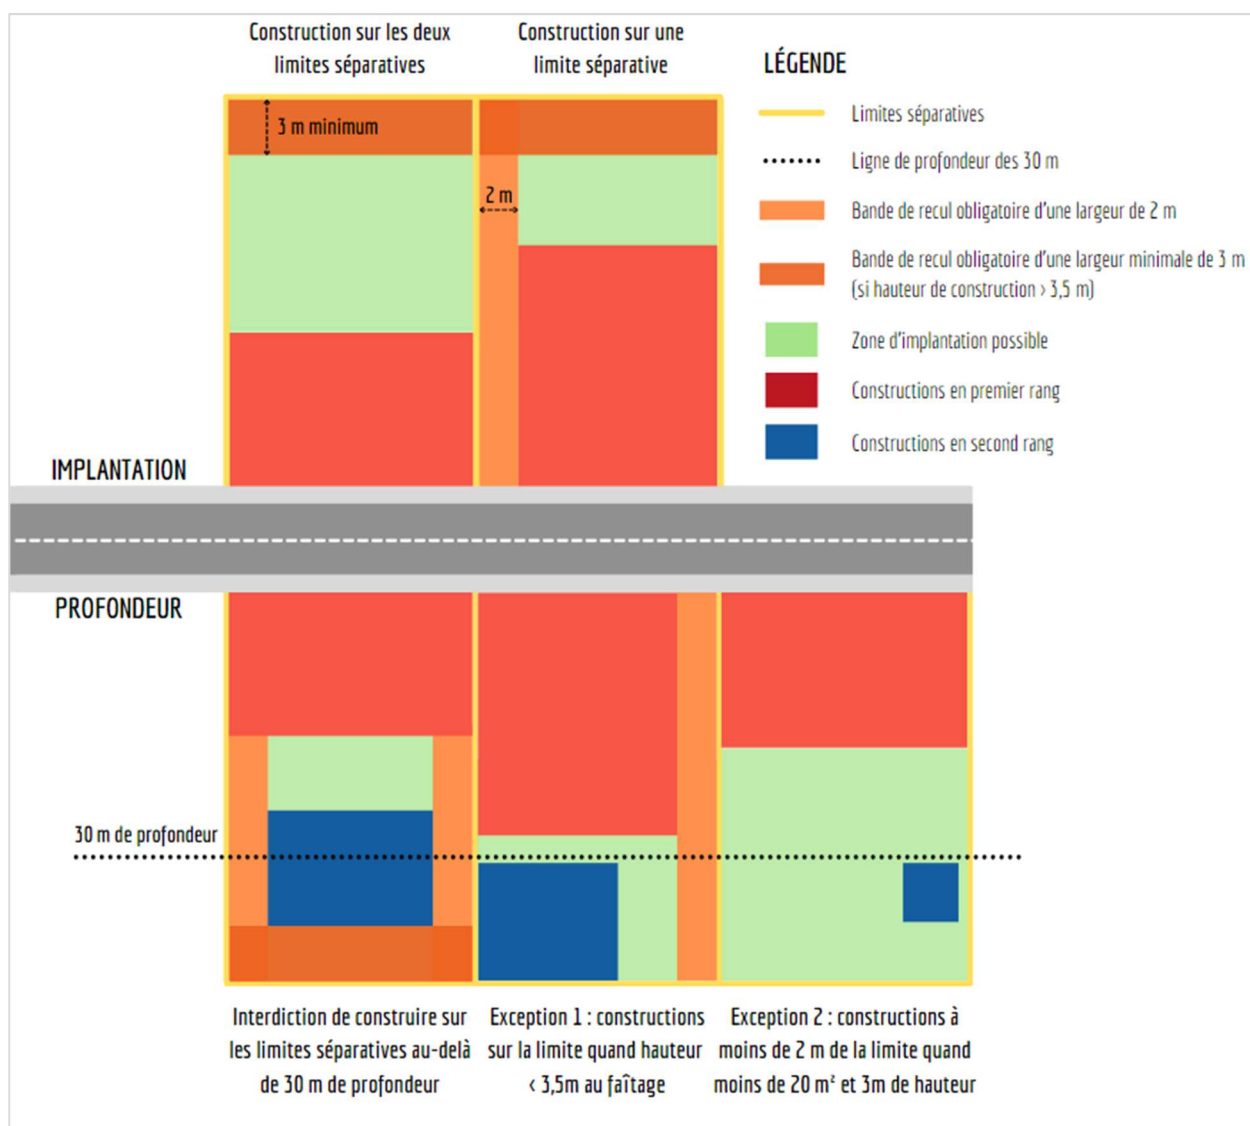 Construction sur les deux
limites séparatives
Construction sur une
limite séparative
LÉGENDE
3 m minimum
2 m
Limites séparatives
Ligne de profondeur des 30 m
Bande de recul obligatoire d'une largeur de 2 m
Bande de recul obligatoire d'une largeur minimale de 3 m
(si hauteur de construction > 3,5 m)
Zone d'implantation possible
Constructions en premier rang
Constructions en second rang
IMPLANTATION
PROFONDEUR
30 m de profondeur
Interdiction de construire sur
les limites séparatives au-delà
de 30 m de profondeur
Exception 1 : constructions
sur la limite quand hauteur
< 3,5m au faîtage
Exception 2 : constructions à
moins de 2 m de la limite quand
moins de 20 m² et 3m de hauteur